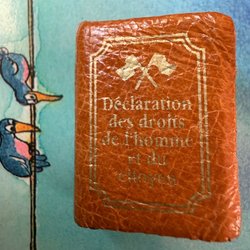 Déclaration
des droits
de l'homme
et du
citoyen